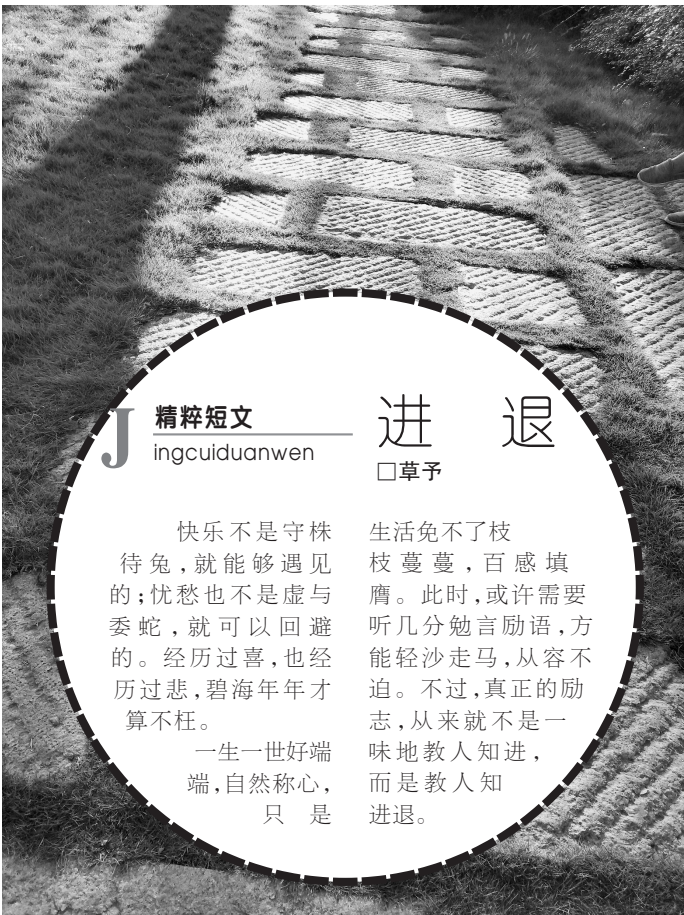 J
精粹短文
ingcuiduanwen
进 退
□草予
快乐不是守株
待兔,就能够遇见
的;忧愁也不是虚与
委蛇,就可以回避
的。经历过喜,也经
历过悲,碧海年年才
算不枉。
一生一世好端
端,自然称心,
只是
生活免不了枝
枝蔓蔓,百感填
膺。此时,或许需要
听几分勉言励语,方
能轻沙走马,从容不
迫。不过,真正的励
志,从来就不是一
味地教人知进,
而是教人知
进退。